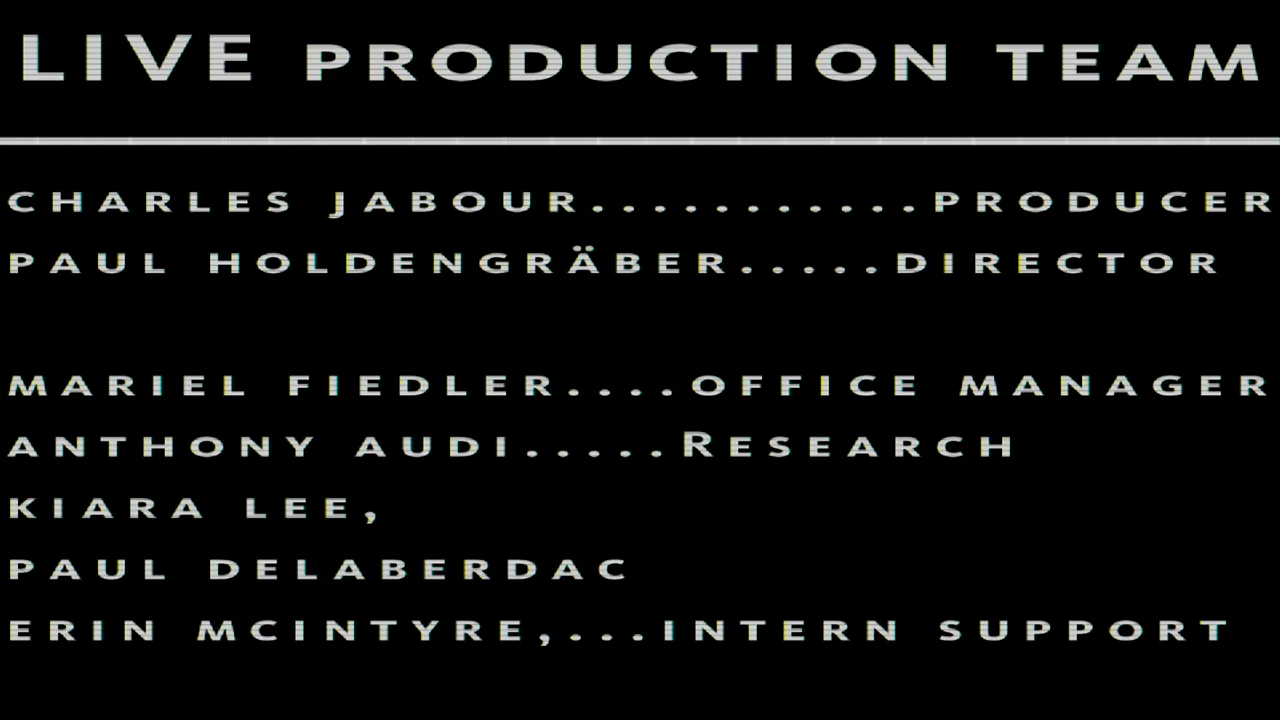 LIVE PRODUCTION TEAM
CHARLES JABOUR...........PRODUCER
PAUL HOLDENGRÄBER.....DIRECTOR
MARIEL FIEDLER....OFFICE MANAGER
ANTHONY AUDI.....RESEARCH
KIARA LEE,
PAUL DELABERDAC
ERIN MCINTYRE,...INTERN SUPPORT